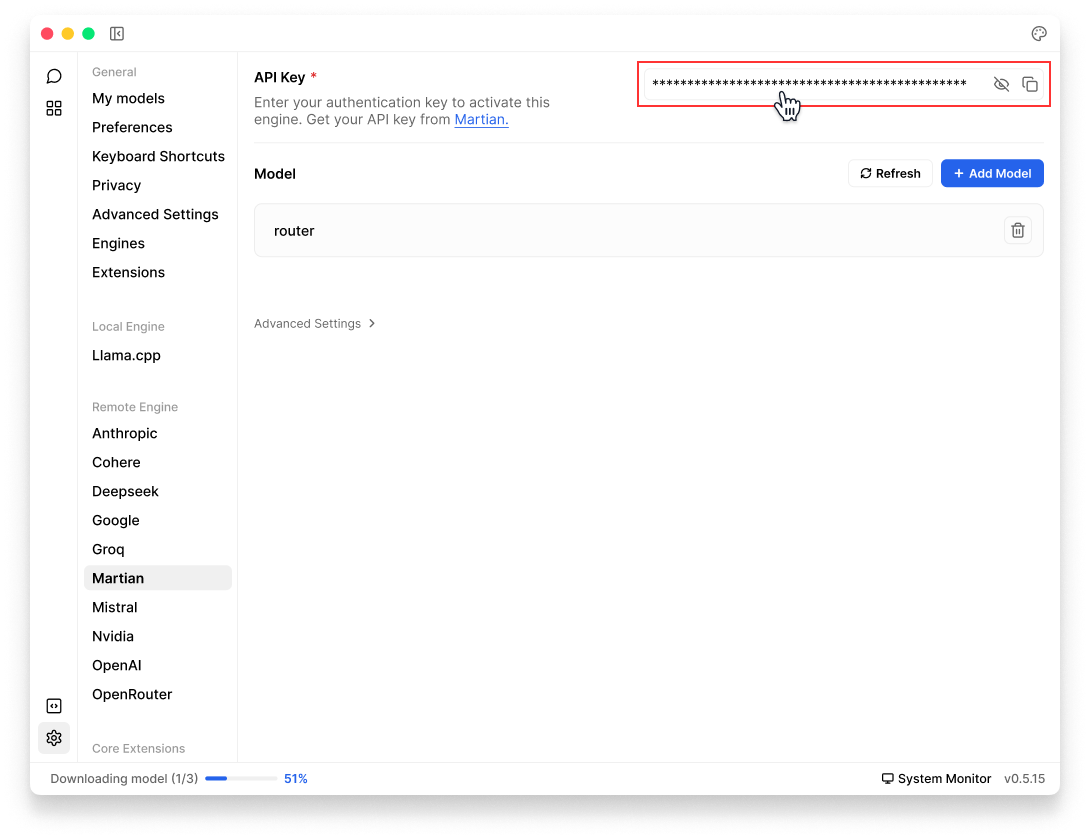 General
My models
Preferences
Keyboard Shortcuts
Privacy
Advanced Settings
Engines
Extensions
Local Engine
Llama.cpp
Remote Engine
Anthropic
Cohere
Deepseek
Google
Groq
Martian
Mistral
Nvidia
OpenAI
OpenRouter
Core Extensions
API Key *
Enter your authentication key to activate this
engine. Get your API key from Martian.
*********************************************
Model
Refresh
+ Add Model
router
Advanced Settings
Downloading model (1/3) 51%
System Monitor v0.5.15